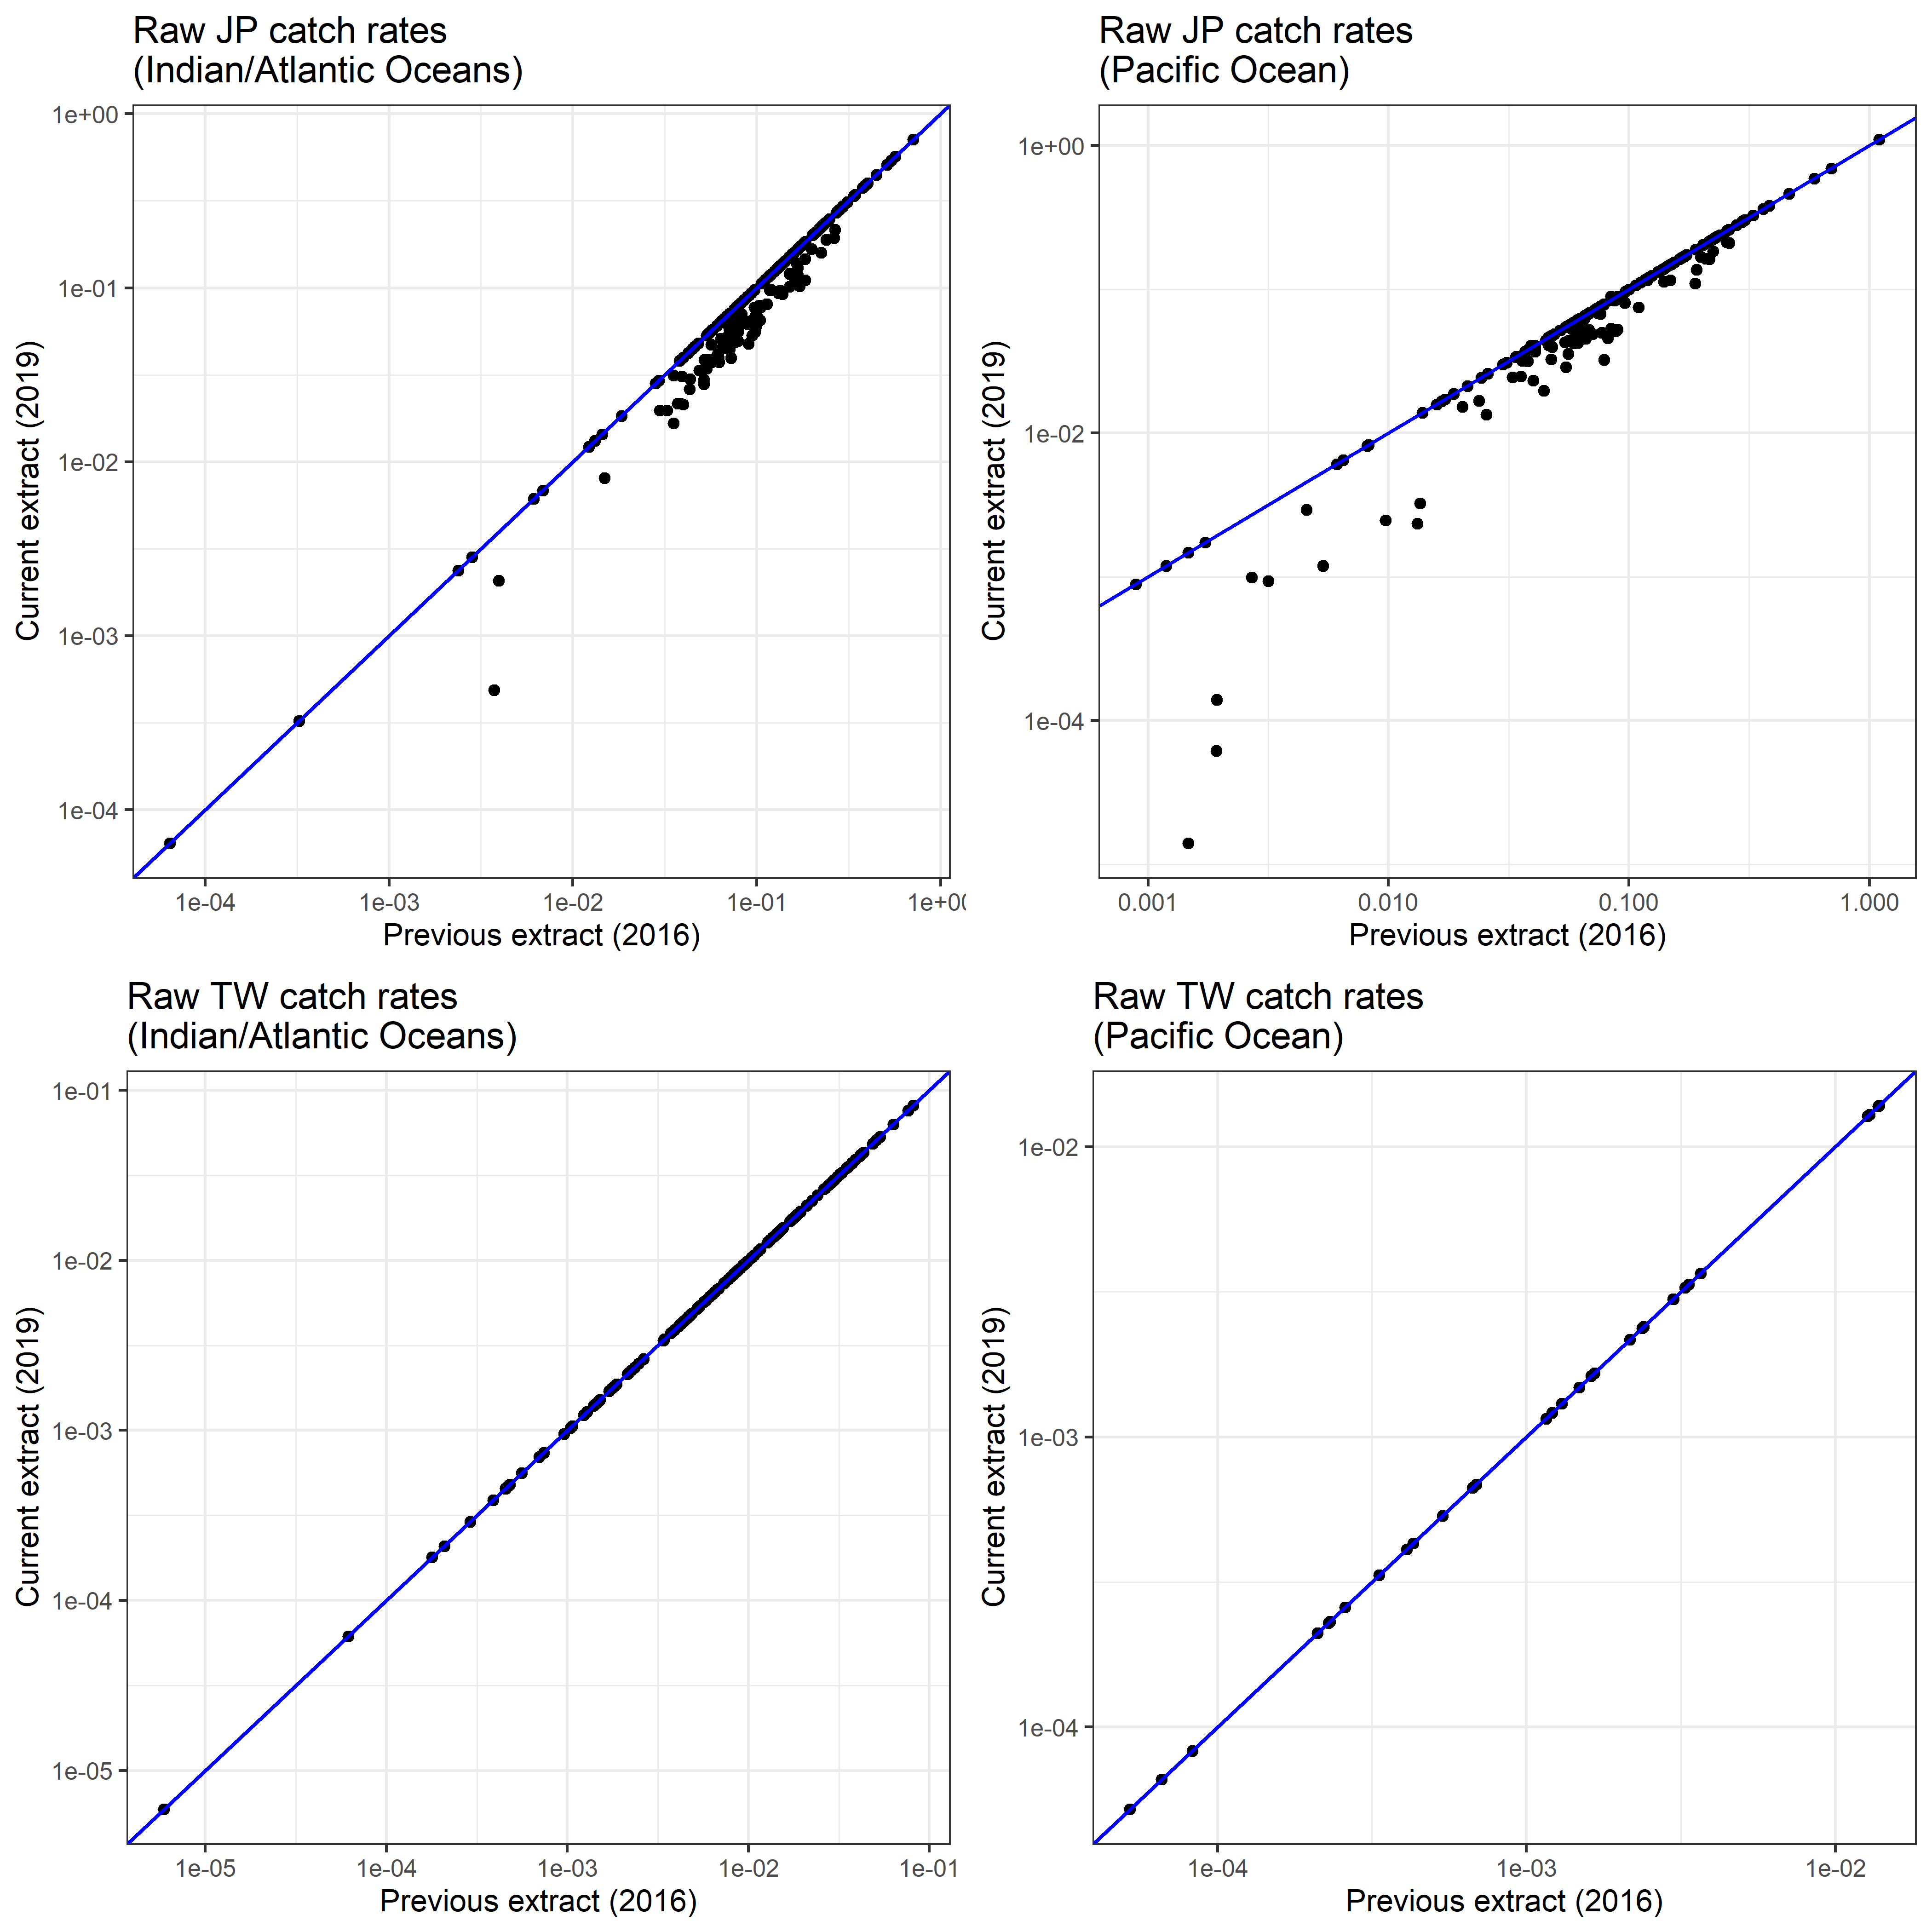 Raw JP catch rates
(Indian/Atlantic Oceans)
1e+00
1e-01
1e-02
1e-03
1e-04
Current extract (2019)
1e-04 1e-03 1e-02 1e-01 1e+0
Previous extract (2016)
Raw JP catch rates
(Pacific Ocean)
1e+00
1e-02
1e-04
Current extract (2019)
0.001 0.010 0.100 1.000
Previous extract (2016)
Raw TW catch rates
(Indian/Atlantic Oceans)
1e-01
1e-02
1e-03
1e-04
1e-05
Current extract (2019)
1e-05 1e-04 1e-03 1e-02 1e-01
Previous extract (2016)
Raw TW catch rates
(Pacific Ocean)
1e-02
1e-03
1e-04
Current extract (2019)
1e-04 1e-03 1e-02
Previous extract (2016)